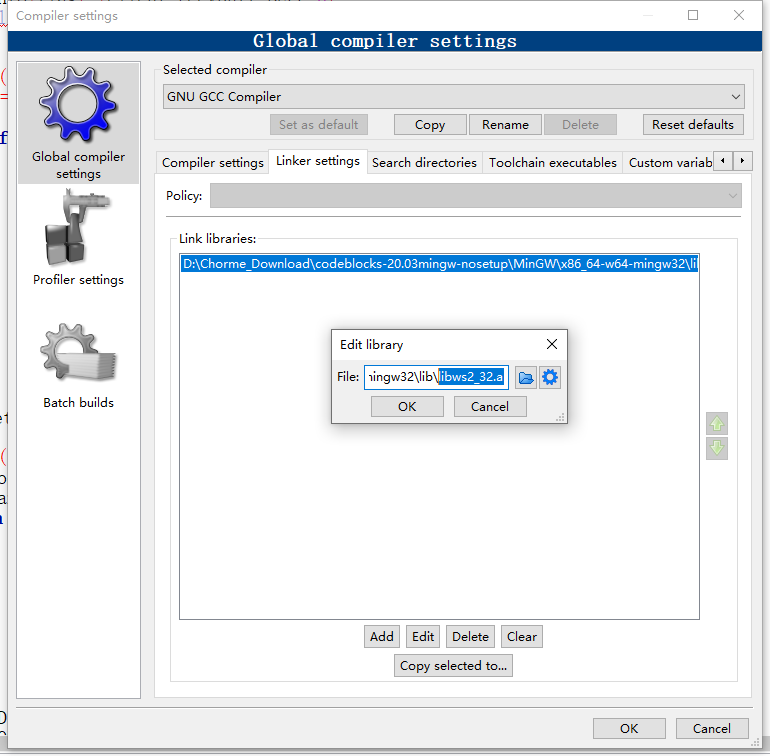 Compiler settings
Global compiler settings
Global compiler
settings
Profiler settings
Batch builds
Selected compiler
GNU GCC Compiler
Set as default
Copy
Rename
Delete
Reset defaults
Compiler settings
Linker settings
Search directories
Toolchain executables
Custom variab
Policy:
Link libraries:
D:\Chorme_Download\codeblocks-20.03mingw-nosetup\MinGW\x86_64-w64-mingw32\lil
Edit library
File:
ingw32\lib\libws2_32.a
OK
Cancel
Add
Edit
Delete
Clear
Copy selected to...
OK
Cancel